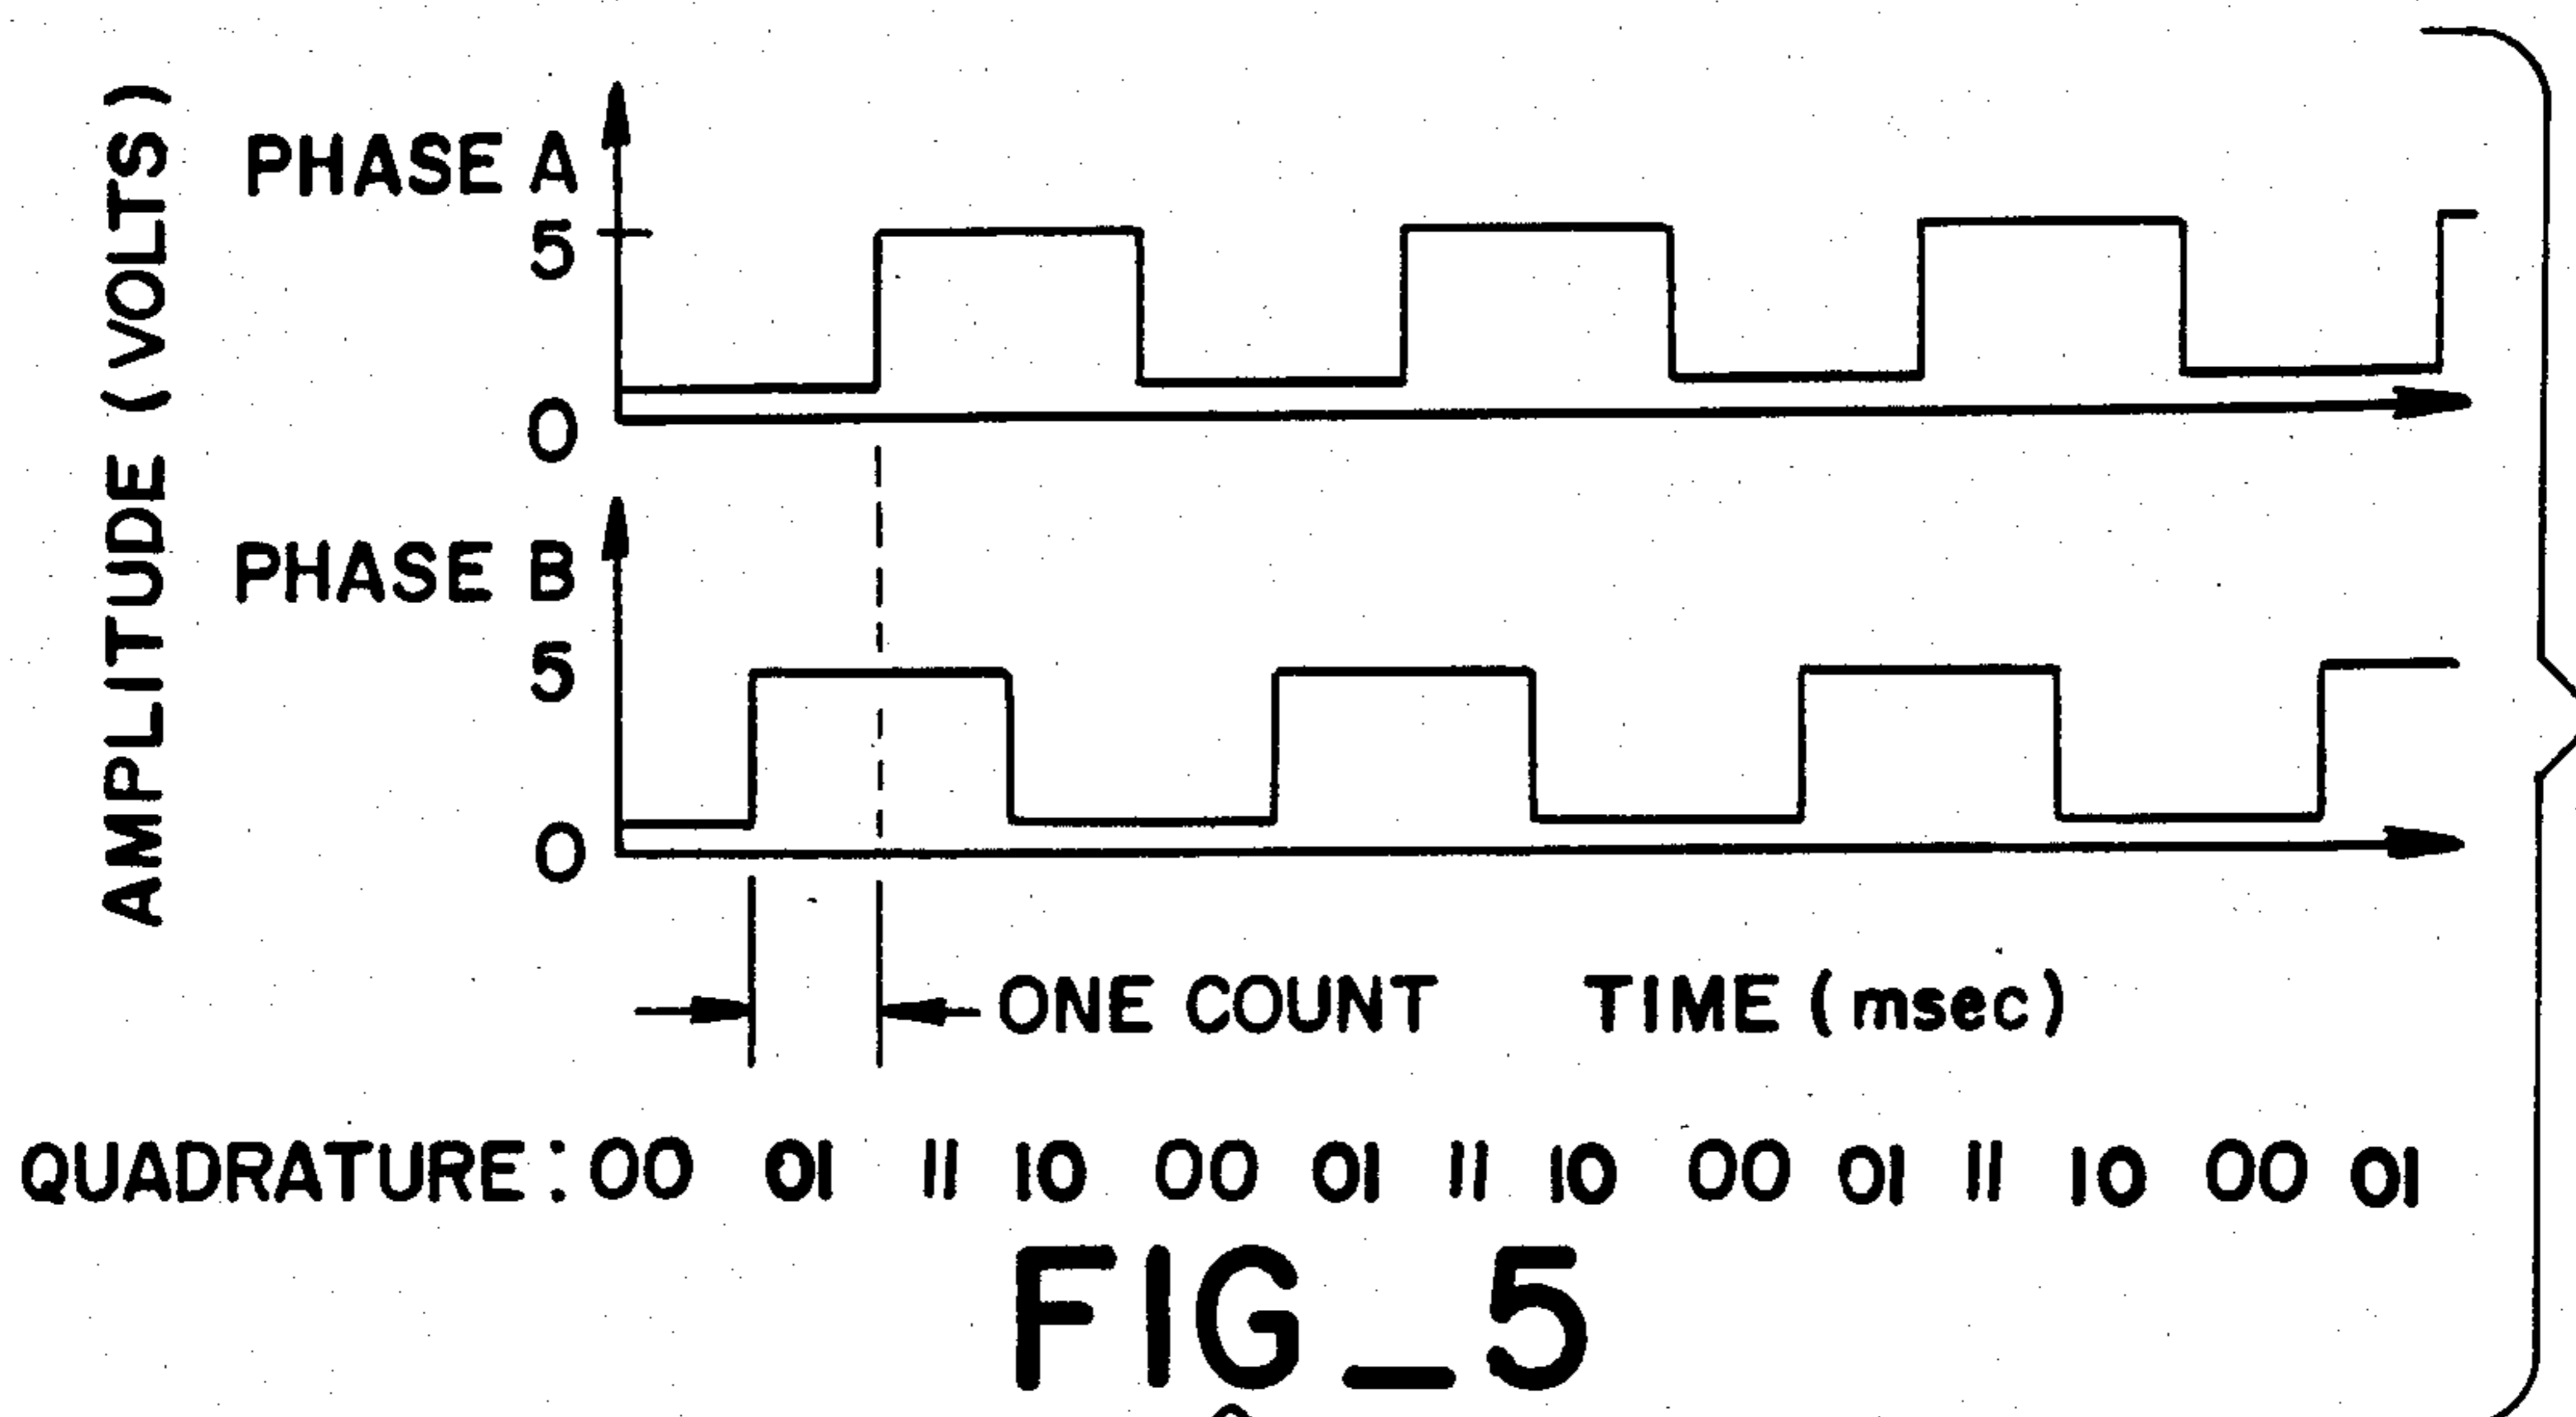 AMPLITUDE (VOLTS)
PHASE A
5
0
PHASE B
5
0
ONE COUNT
TIME (msec)
QUADRATURE: 00 01 11 10 00 01 11 10 00 01 11 10 00 01
FIG_5